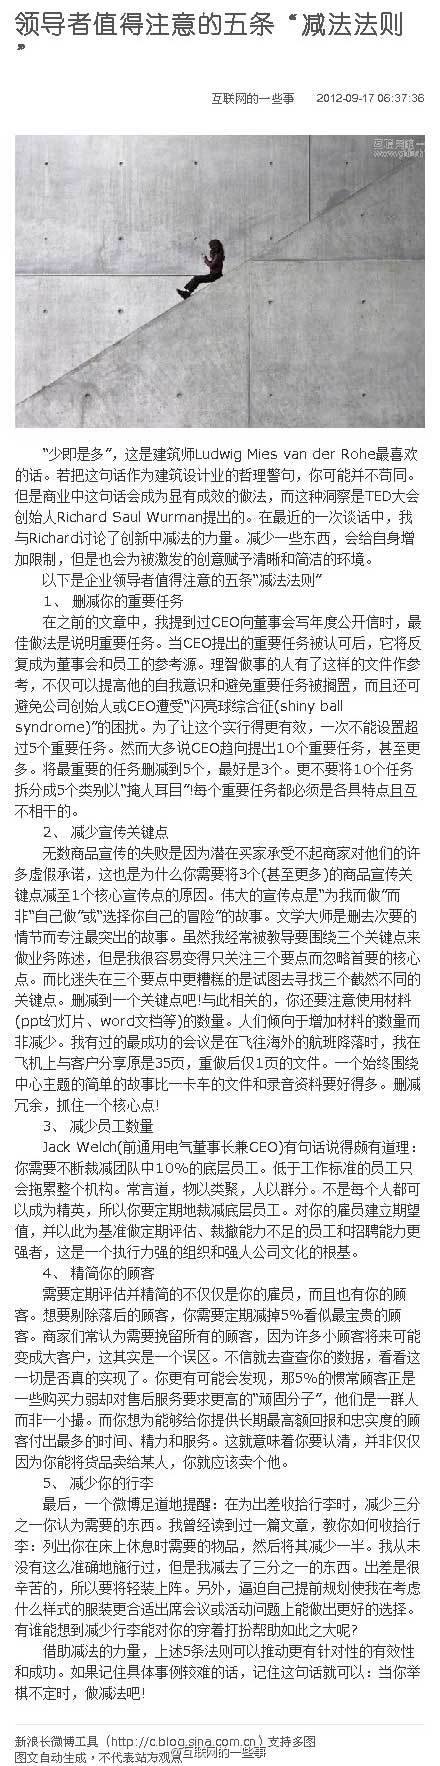 领导者值得注意的五条“减法法则
”
互联网的一些事 2012-09-17 06:37:36
“少即是多”，这是建筑师Ludwig Mies van der Rohe最喜欢
的话。若把这句话作为建筑设计业的哲理警句，你可能并不苟同。
但是商业中这句话会成为显有成效的做法，而这种洞察是TED大会
创始人Richard Saul Wurman提出的。在最近的一次谈话中，我
与Richard讨论了创新中减法的力量。减少一些东西，会给自身增
加限制，但是也会为被激发的创意赋予清晰和简洁的环境。
以下是企业领导者值得注意的五条“减法法则”
1、 删减你的重要任务
在之前的文章中，我提到过CEO向董事会写年度公开信时，最
佳做法是说明重要任务。当CEO提出的重要任务被认可后，它将反
复成为董事会和员工的参考源。理智做事的人有了这样的文件作参
考，不仅可以提高他的自我意识和避免重要任务被搁置，而且还可
避免公司创始人或CEO遭受“闪亮球综合征(shiny ball
syndrome)”的困扰。为了让这个实行得更有效，一次不能设置超
过5个重要任务。然而大多说CEO趋向提出10个重要任务，甚至更
多。将最重要的任务删减到5个，最好是3个。更不要将10个任务
拆分成5个类别以“掩人耳目”!每个重要任务都必须是各具特点且互
不相干的。
2、 减少宣传关键点
无数商品宣传的失败是因为潜在买家承受不起商家对他们的许
多虚假承诺，这也是为什么你需要将3个(甚至更多)的商品宣传关
键点减至1个核心宣传点的原因。伟大的宣传点是“为我而做”而
非“自己做”或“选择你自己的冒险”的故事。文学大师是删去次要的
情节而专注最突出的故事。虽然我经常被教导要围绕三个关键点来
做业务陈述，但是我很容易变得只关注三个要点而忽略首要的核心
点。而比迷失在三个要点中更糟糕的是试图去寻找三个截然不同的
关键点。删减到一个关键点吧!与此相关的，你还要注意使用材料
(ppt幻灯片、word文档等)的数量。人们倾向于增加材料的数量而
非减少。我有过的最成功的会议是在飞往海外的航班降落时，我在
飞机上与客户分享原是35页，重做后仅1页的文件。一个始终围绕
中心主题的简单的故事比一卡车的文件和录音资料要好得多。删减
冗余，抓住一个核心点!
3、 减少员工数量
Jack Welch(前通用电气董事长兼CEO)有句话说得颇有道理：
你需要不断裁减团队中10%的底层员工。低于工作标准的员工只
会拖累整个机构。常言道，物以类聚，人以群分。不是每个人都可
以成为精英，所以你要定期地裁减底层员工。对你的雇员建立期望
值，并以此为基准做定期评估、裁撤能力不足的员工和招聘能力更
强者，这是一个执行力强的组织和强人公司文化的根基。
4、 精简你的顾客
需要定期评估并精简的不仅仅是你的雇员，而且也有你的顾
客。想要剔除落后的顾客，你需要定期减掉5%看似最宝贵的顾
客。商家们常认为需要挽留所有的顾客，因为许多小顾客将来可能
变成大客户，这其实是一个误区。不信就去查查你的数据，看看这
一切是否真的实现了。你更有可能会发现，那5%的惯常顾客正是
一些购买力弱却对售后服务要求更高的“顽固分子”，他们是一群人
而非一小撮。而你想为能够给你提供长期最高额回报和忠实度的顾
客付出最多的时间、精力和服务。这就意味着你要认清，并非仅仅
因为你能将货品卖给某人，你就应该卖个他。
5、 减少你的行李
最后，一个微博足道地提醒：在为出差收拾行李时，减少三分
之一你认为需要的东西。我曾经读到过一篇文章，教你如何收拾行
李：列出你在床上休息时需要的物品，然后将其减少一半。我从未
没有这么准确地施行过，但是我减去了三分之一的东西。出差是很
辛苦的，所以要将轻装上阵。另外，逼迫自己提前规划使我在考虑
什么样式的服装更合适出席会议或活动问题上能做出更好的选择。
有谁能想到减少行李能对你的穿着打扮帮助如此之大呢?
借助减法的力量，上述5条法则可以推动更有针对性的有效性
和成功。如果记住具体事例较难的话，记住这句话就可以：当你举
棋不定时，做减法吧!
新浪长微博工具（http://c.blog.sina.com.cn）支持多图
图文自动生成，不代表站方观点
@互联网的一些事